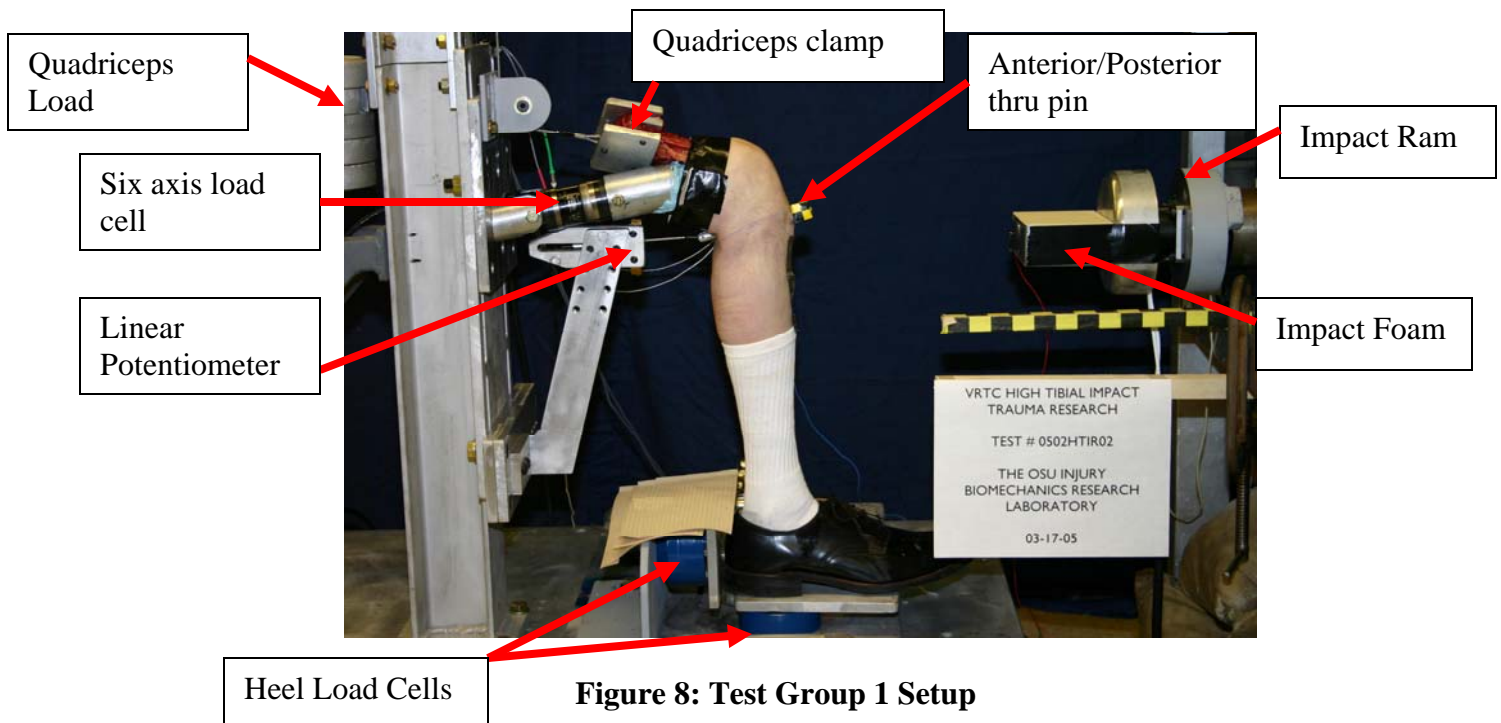 Quadriceps
Load
Quadriceps clamp
Anterior/Posterior
thru pin
Impact Ram
Six axis load
cell
Linear
Potentiometer
Impact Foam
VRTC HIGH TIBIAL IMPACT
TRAUMA RESEARCH
TEST # 0502HTIR02
THE OSU INJURY
BIOMECHANICS RESEARCH
LABORATORY
03-17-05
Heel Load Cells
Figure 8: Test Group 1 Setup